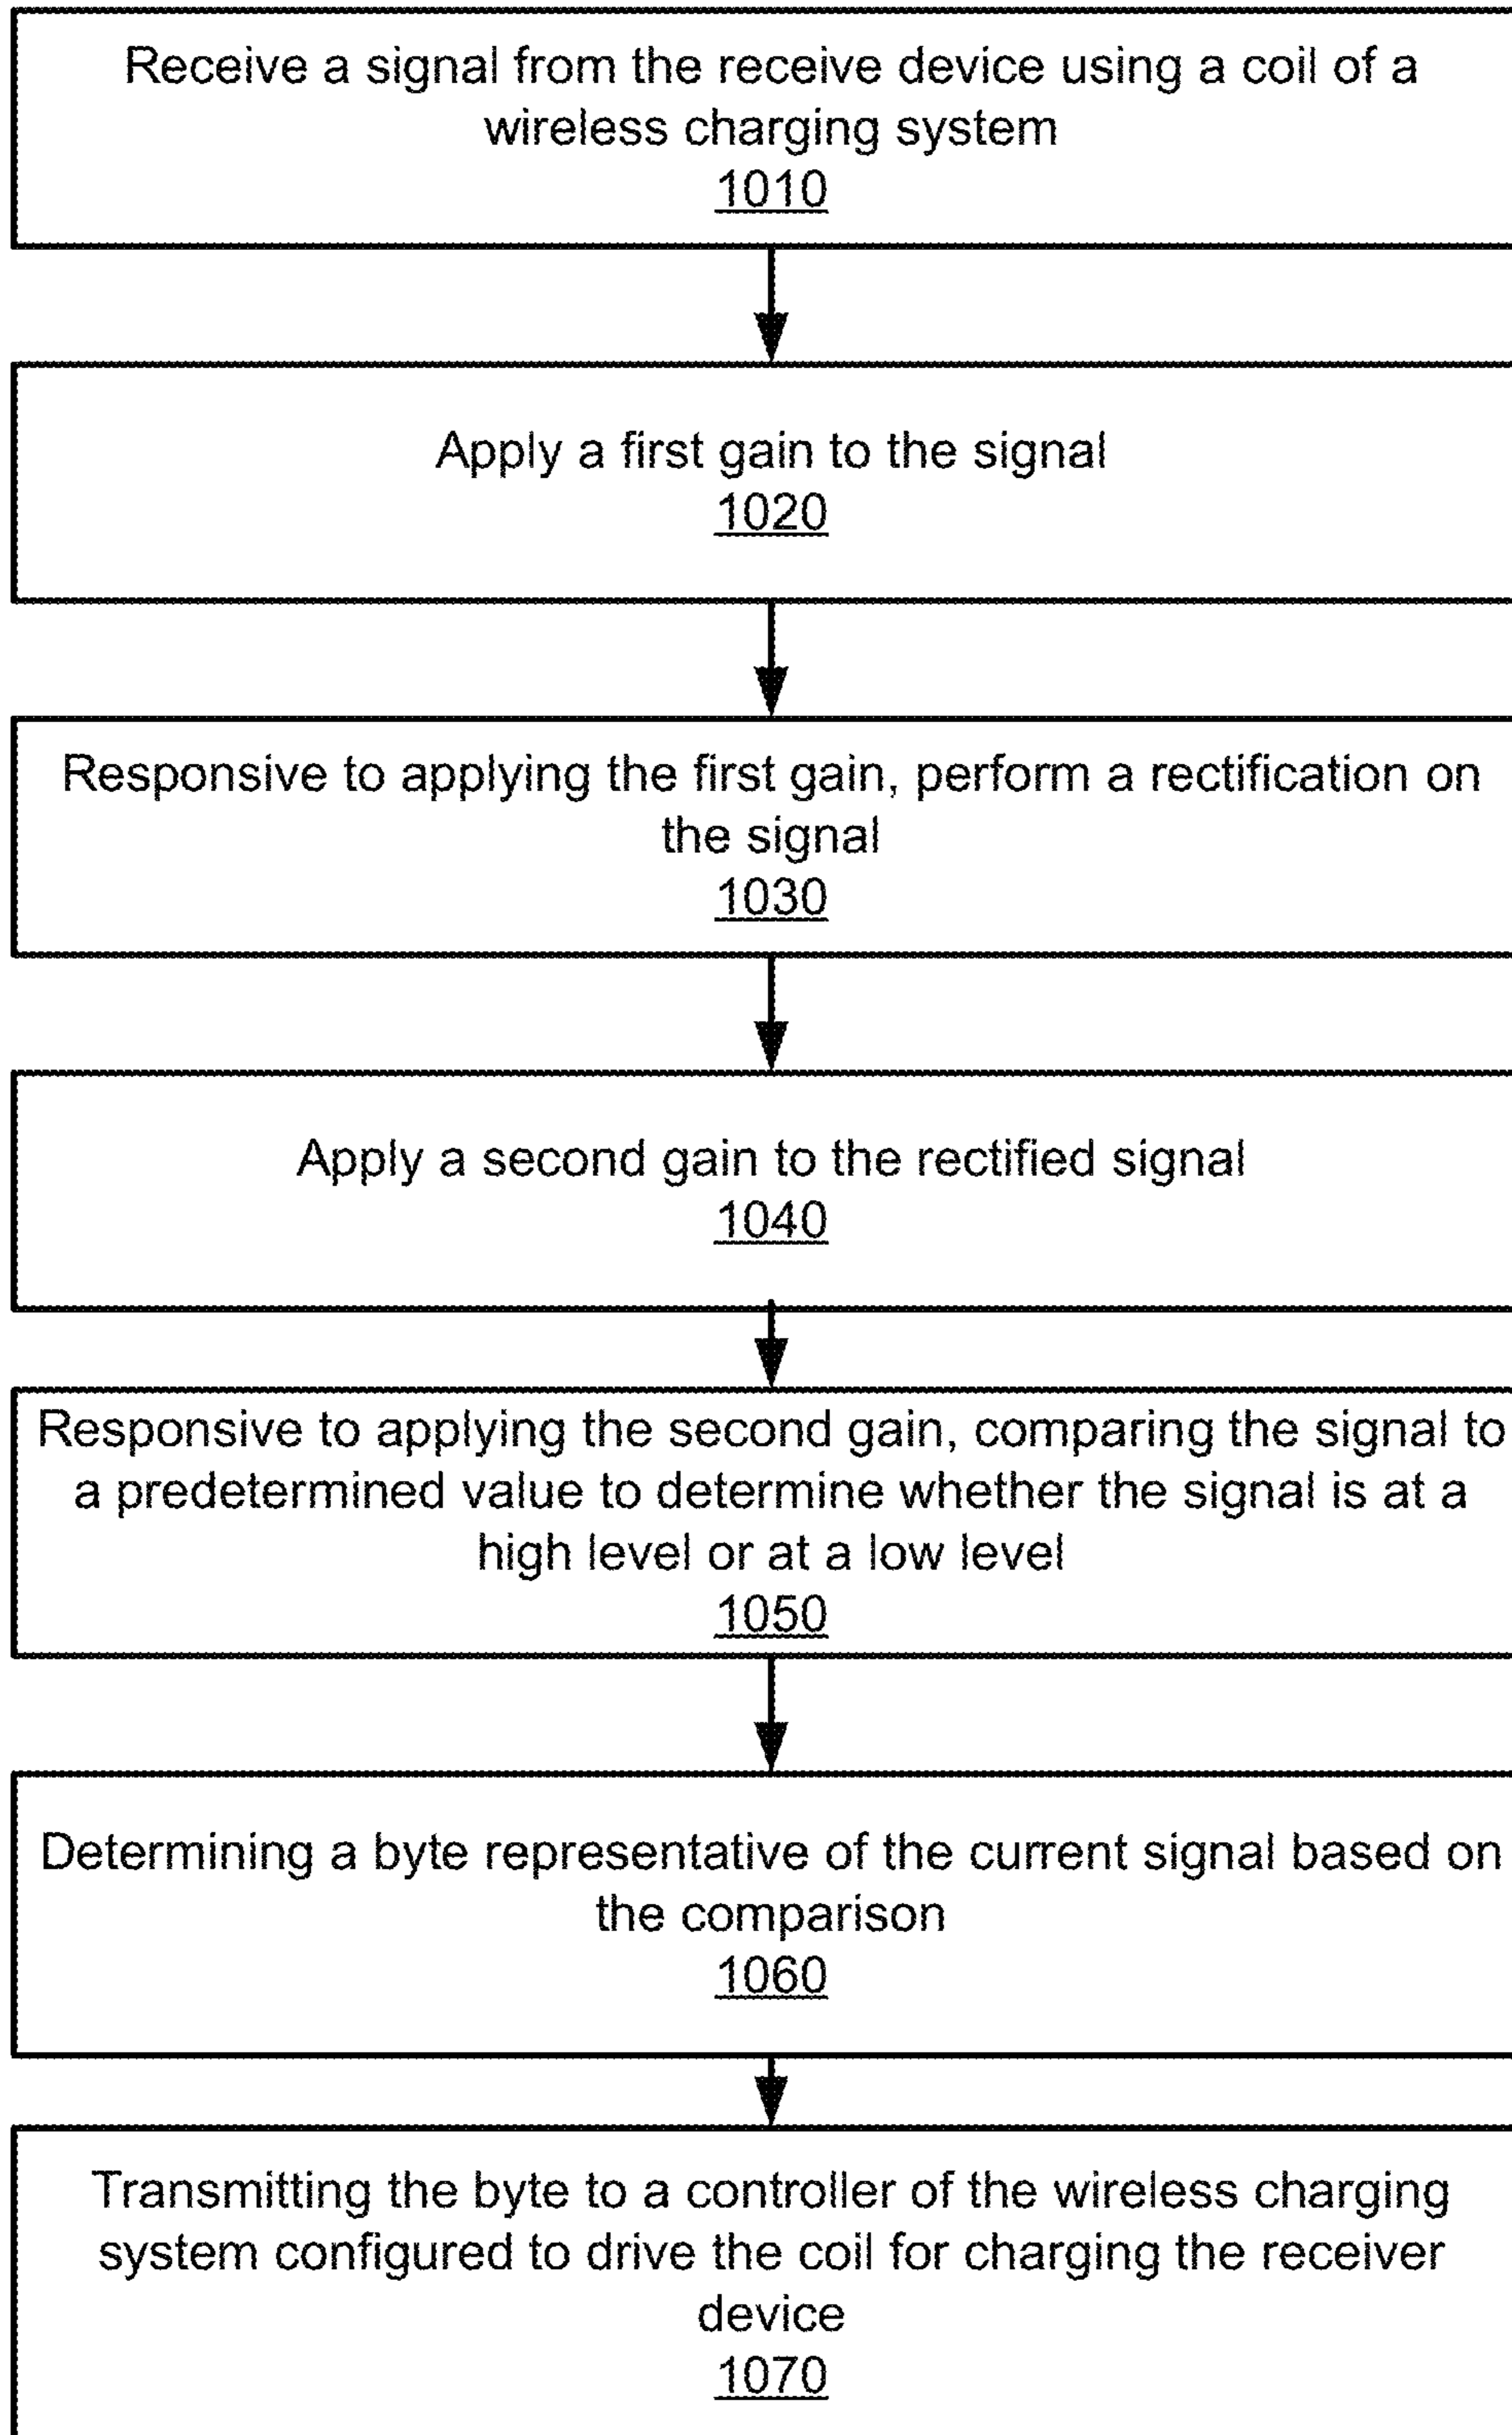 Receive a signal from the receive device using a coil of a
wireless charging system
1010
Apply a first gain to the signal
1020
Responsive to applying the first gain, perform a rectification on
the signal
1030
Apply a second gain to the rectified signal
1040
Responsive to applying the second gain, comparing the signal to
a predetermined value to determine whether the signal is at a
high level or at a low level
1050
Determining a byte representative of the current signal based on
the comparison
1060
Transmitting the byte to a controller of the wireless charging
system configured to drive the coil for charging the receiver
device
1070